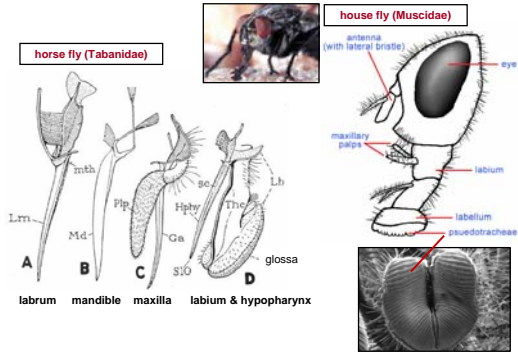 house fly (Muscidae)
horse fly (Tabanidae)
antenna
(with lateral bristle)
eye
maxillary
palps
labium
labellum
psuedotracheae
mth
Lm
Md
Plp
Ga
sc
Hphy
Thc
Lb
SlO
glossa
A
B
C
D
labrum
mandible
maxilla
labium & hypopharynx